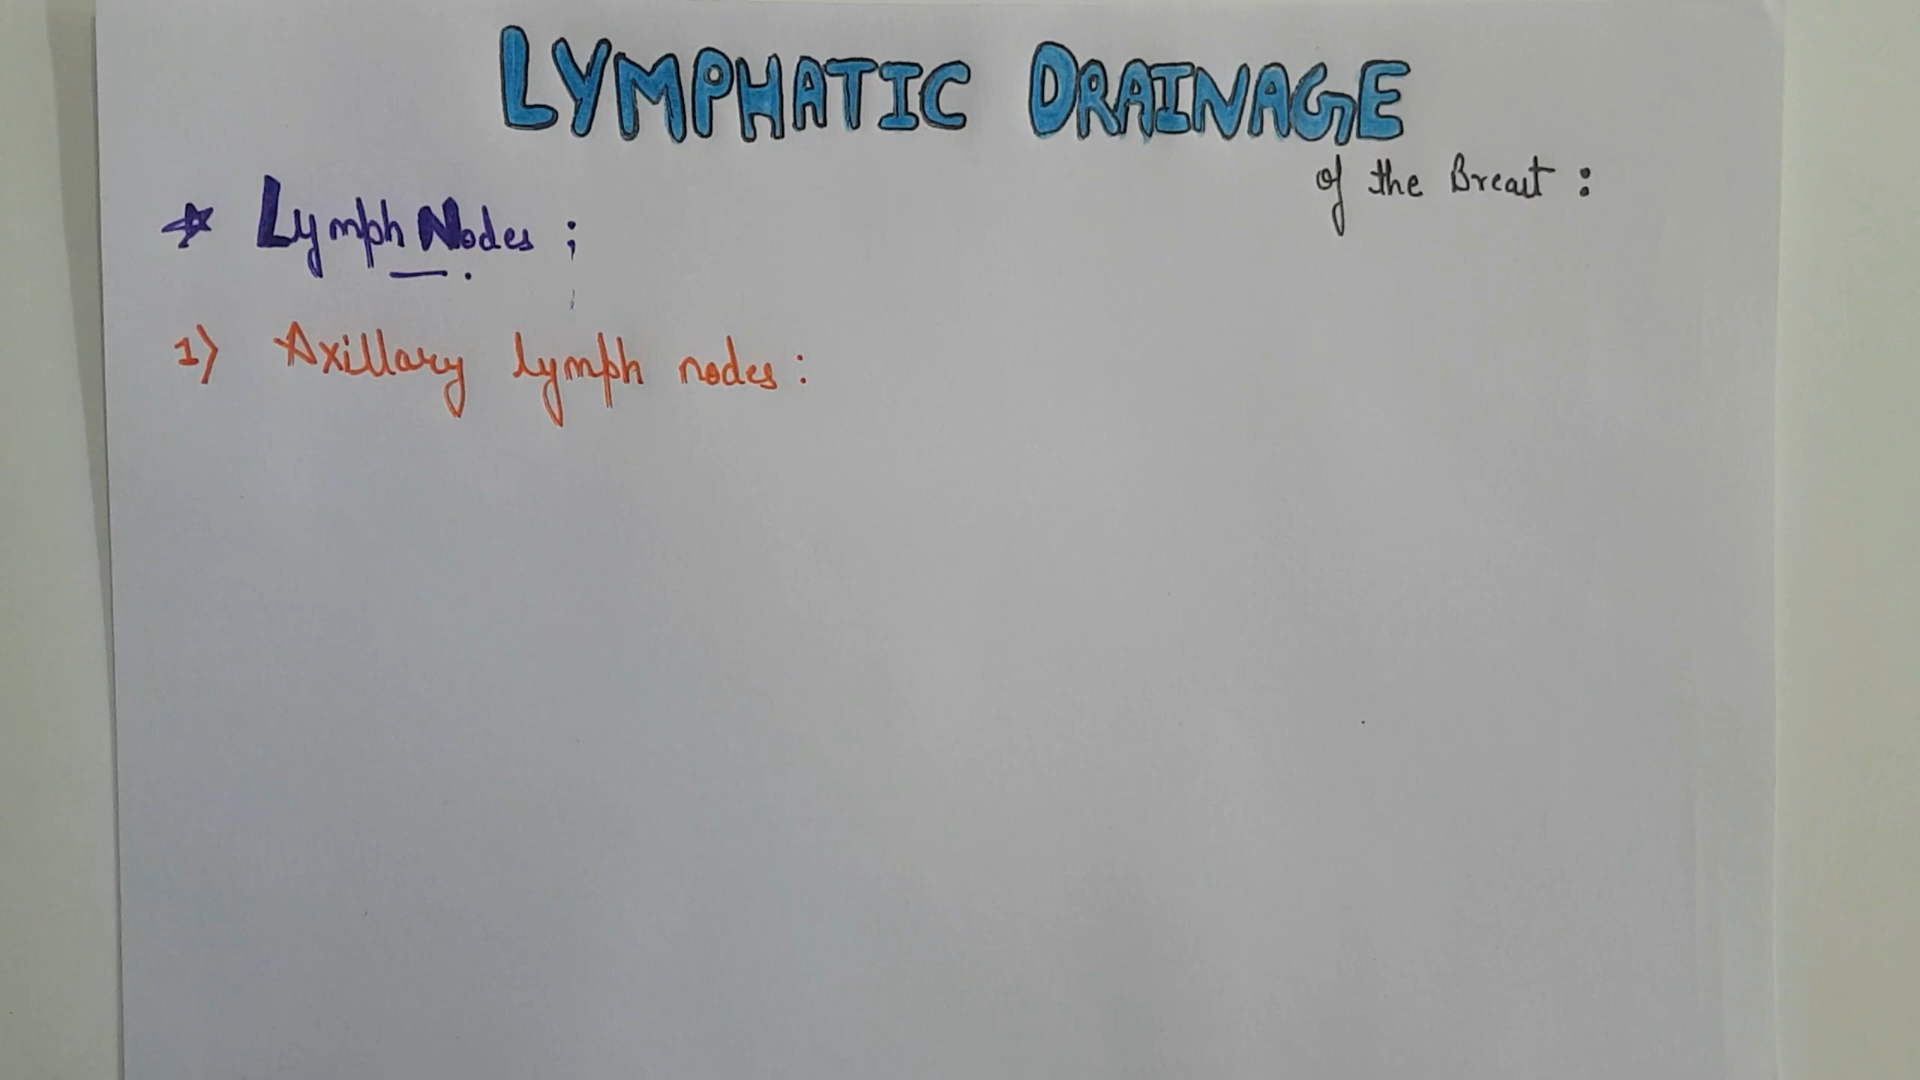 LYMPHATIC DRAINAGE
of the Breast :
☆ Lymph Nodes ;
1) Axillary lymph nodes :